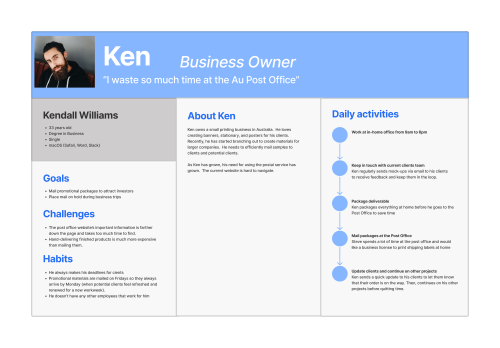 Ken
Business Owner
“I waste so much time at the Au Post Office”
Kendall Williams
33 years old
Degree in Business
Single
macOS (Safari, Word, Slack)
Goals
Mail promotional packages to attract investors
Place mail on hold during business trips
Challenges
The post office website's important information is farther
down the page and takes too much time to find.
Hand-delivering finished products is much more expensive
than mailing them.
Habits
He always makes his deadlines for clients
Promotional materials are mailed on Fridays so they always
arrive by Monday (when potential clients feel refreshed and
renewed for a new workweek).
He doesn't have any other employees that work for him
About Ken
Ken owns a small printing business in Australia. He loves
creating banners, stationary, and posters for his clients.
Recently, he has started branching out to create materials for
larger companies. He needs to efficiently mail samples to
clients and potential clients.
As Ken has grown, his need for using the postal service has
grown. The current website is hard to navigate
Daily activities
Work at in-home office from 9am to 6pm
Keep in touch with current clients team
Ken regularly sends mock-ups via email to his clients
to receive feedback and keep them in the loop.
Package deliverable
Ken packages everything at home before he goes to the
Post Office to save time
Mail packages at the Post Office
Steve spends a lot of time at the post office and would
like a business license to print shipping labels at home
Update clients and continue on other projects
Ken sends a quick update to his clients to let them know
that their order is on the way. Then, continues on his other
projects before quitting time